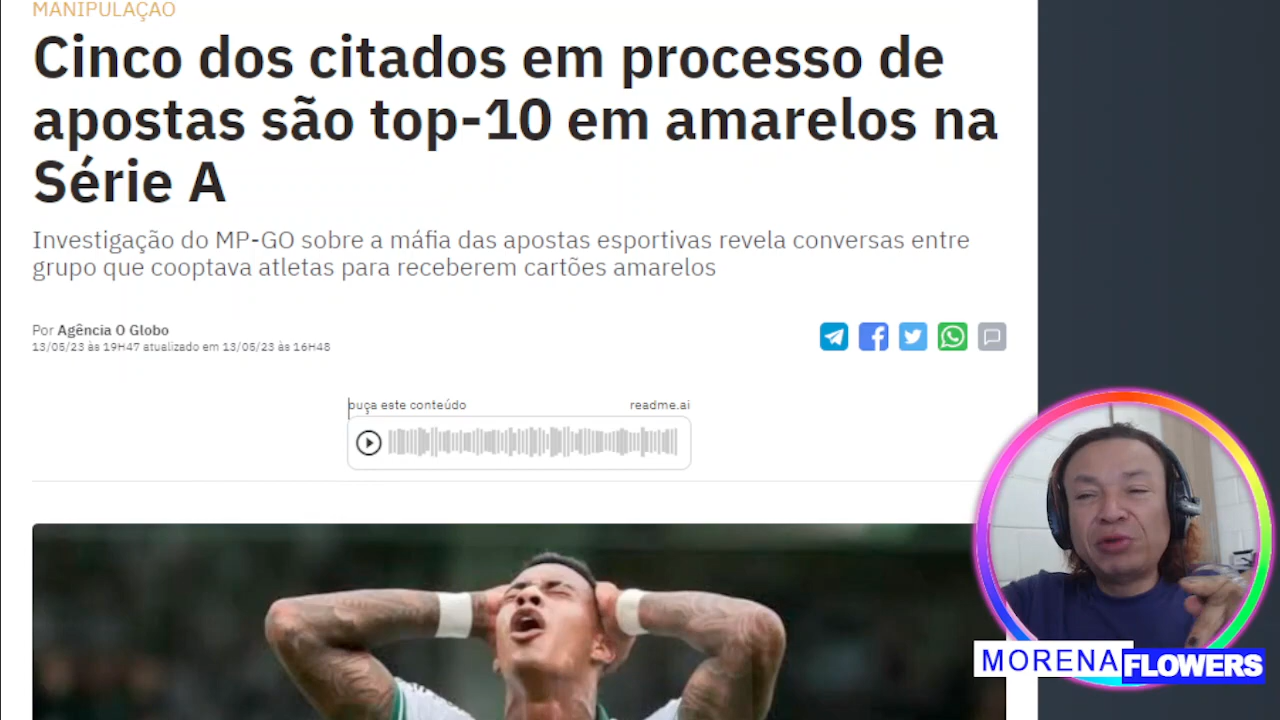 MANIPULAÇÃO
Cinco dos citados em processo de
apostas são top-10 em amarelos na
Série A
Investigação do MP-GO sobre a máfia das apostas esportivas revela conversas entre
grupo que cooptava atletas para receberem cartões amarelos
Por Agência O Globo
13/05/23 às 19H47 atualizado em 13/05/23 às 16H48
ouça este conteúdo
readme.ai
MORENA FLOWERS